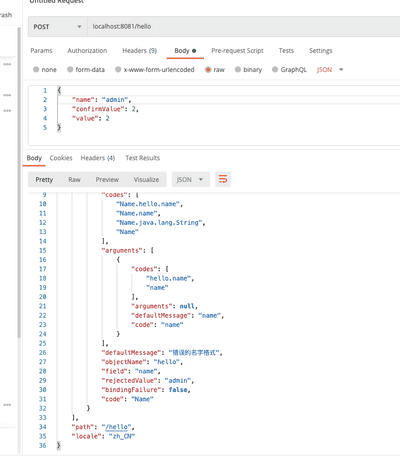 Untitled Request
rash
POST
localhost:8081/hello
Params Authorization Headers (9) Body Pre-request Script Tests Settings
none form-data x-www-form-urlencoded raw binary GraphQL JSON
1 {
2 "name": "admin",
3 "confirmValue": 2,
4 "value": 2
5 }
Body Cookies Headers (4) Test Results
Pretty Raw Preview Visualize JSON
9 "codes": [
10 "Name.hello.name",
11 "Name.name",
12 "Name.java.lang.String",
13 "Name"
14 ],
15 "arguments": [
16 {
17 "codes": [
18 "hello.name",
19 "name"
20 ],
21 "arguments": null,
22 "defaultMessage": "name",
23 "code": "name"
24 }
25 ],
26 "defaultMessage": "错误的名字格式",
27 "objectName": "hello",
28 "field": "name",
29 "rejectedValue": "admin",
30 "bindingFailure": false,
31 "code": "Name"
32 }
33 ],
34 "path": "/hello",
35 "locale": "zh_CN"
36 }